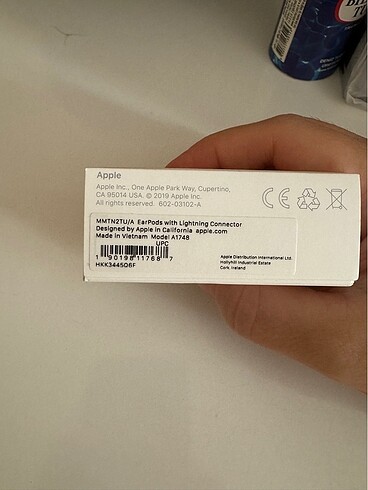 Apple
Apple Inc., One Apple Park Way, Cupertino,
CA 95014 USA. © 2019 Apple Inc.
All rights reserved. 602-03102-A
CE
MMTN2TU/A EarPods with Lightning Connector
Designed by Apple in California apple.com
Made in Vietnam Model A1748
UPC
1 90198 11768 7
HKK344506F
Apple Distribution International Ltd.
Hollyhill Industrial Estate
Cork, Ireland